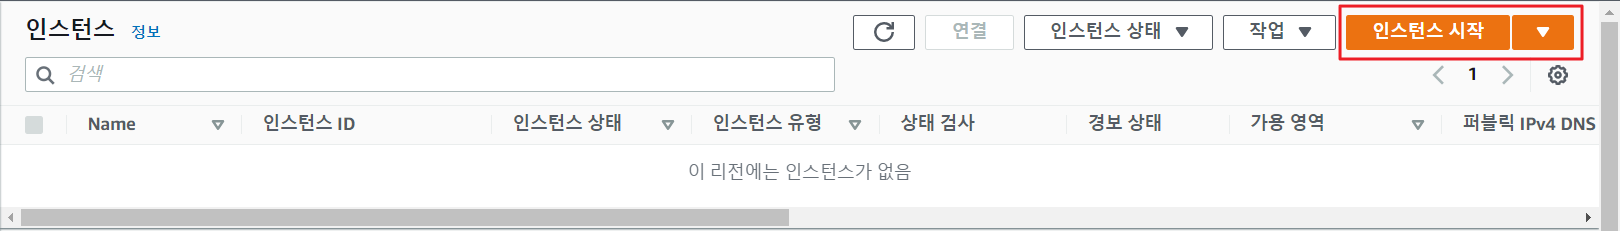 인스턴스 정보
연결 인스턴스 상태 작업 인스턴스 시작
검색
1
Name 인스턴스 ID 인스턴스 상태 인스턴스 유형 상태 검사 경보 상태 가용 영역 퍼블릭 IPv4 DNS
이 리전에는 인스턴스가 없음